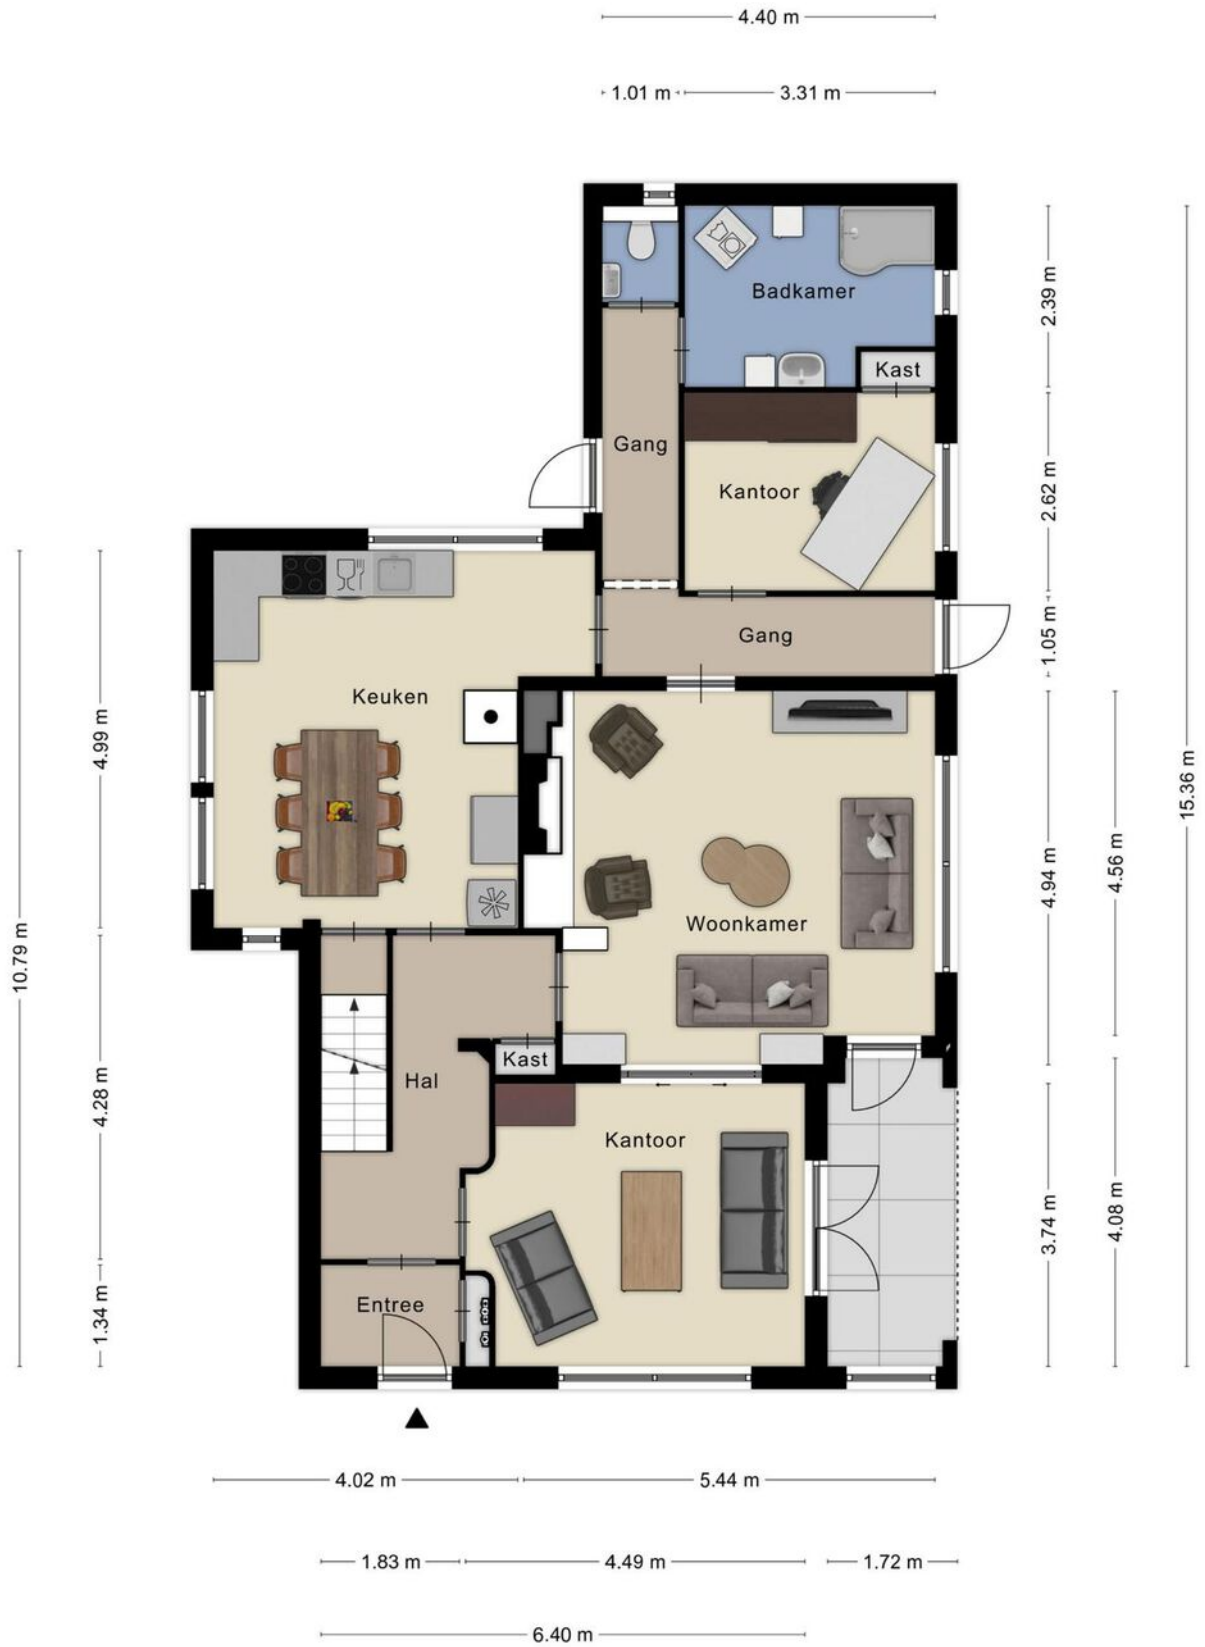 4.40 m
1.01 m
3.31 m
Badkamer
2.39 m
Kast
Gang
Kantoor
2.62 m
Gang
1.05 m
Keuken
4.99 m
15.36 m
4.94 m
4.56 m
Woonkamer
10.79 m
Kast
Hal
4.28 m
Kantoor
3.74 m
4.08 m
Entree
1.34 m
4.02 m
5.44 m
1.83 m
4.49 m
1.72 m
6.40 m